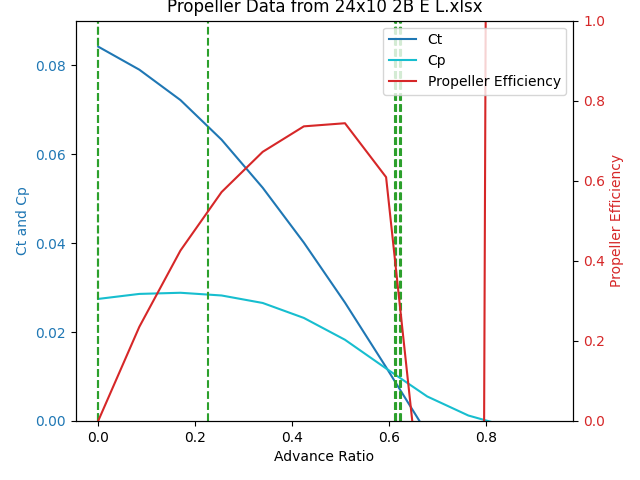 Propeller Data from 24x10 2B E L.xlsx
Ct
Cp
Propeller Efficiency
Ct and Cp
0.08
0.06
0.04
0.02
0.00
1.0
0.8
0.6
0.4
0.2
0.0
Propeller Efficiency
0.0 0.2 0.4 0.6 0.8
Advance Ratio